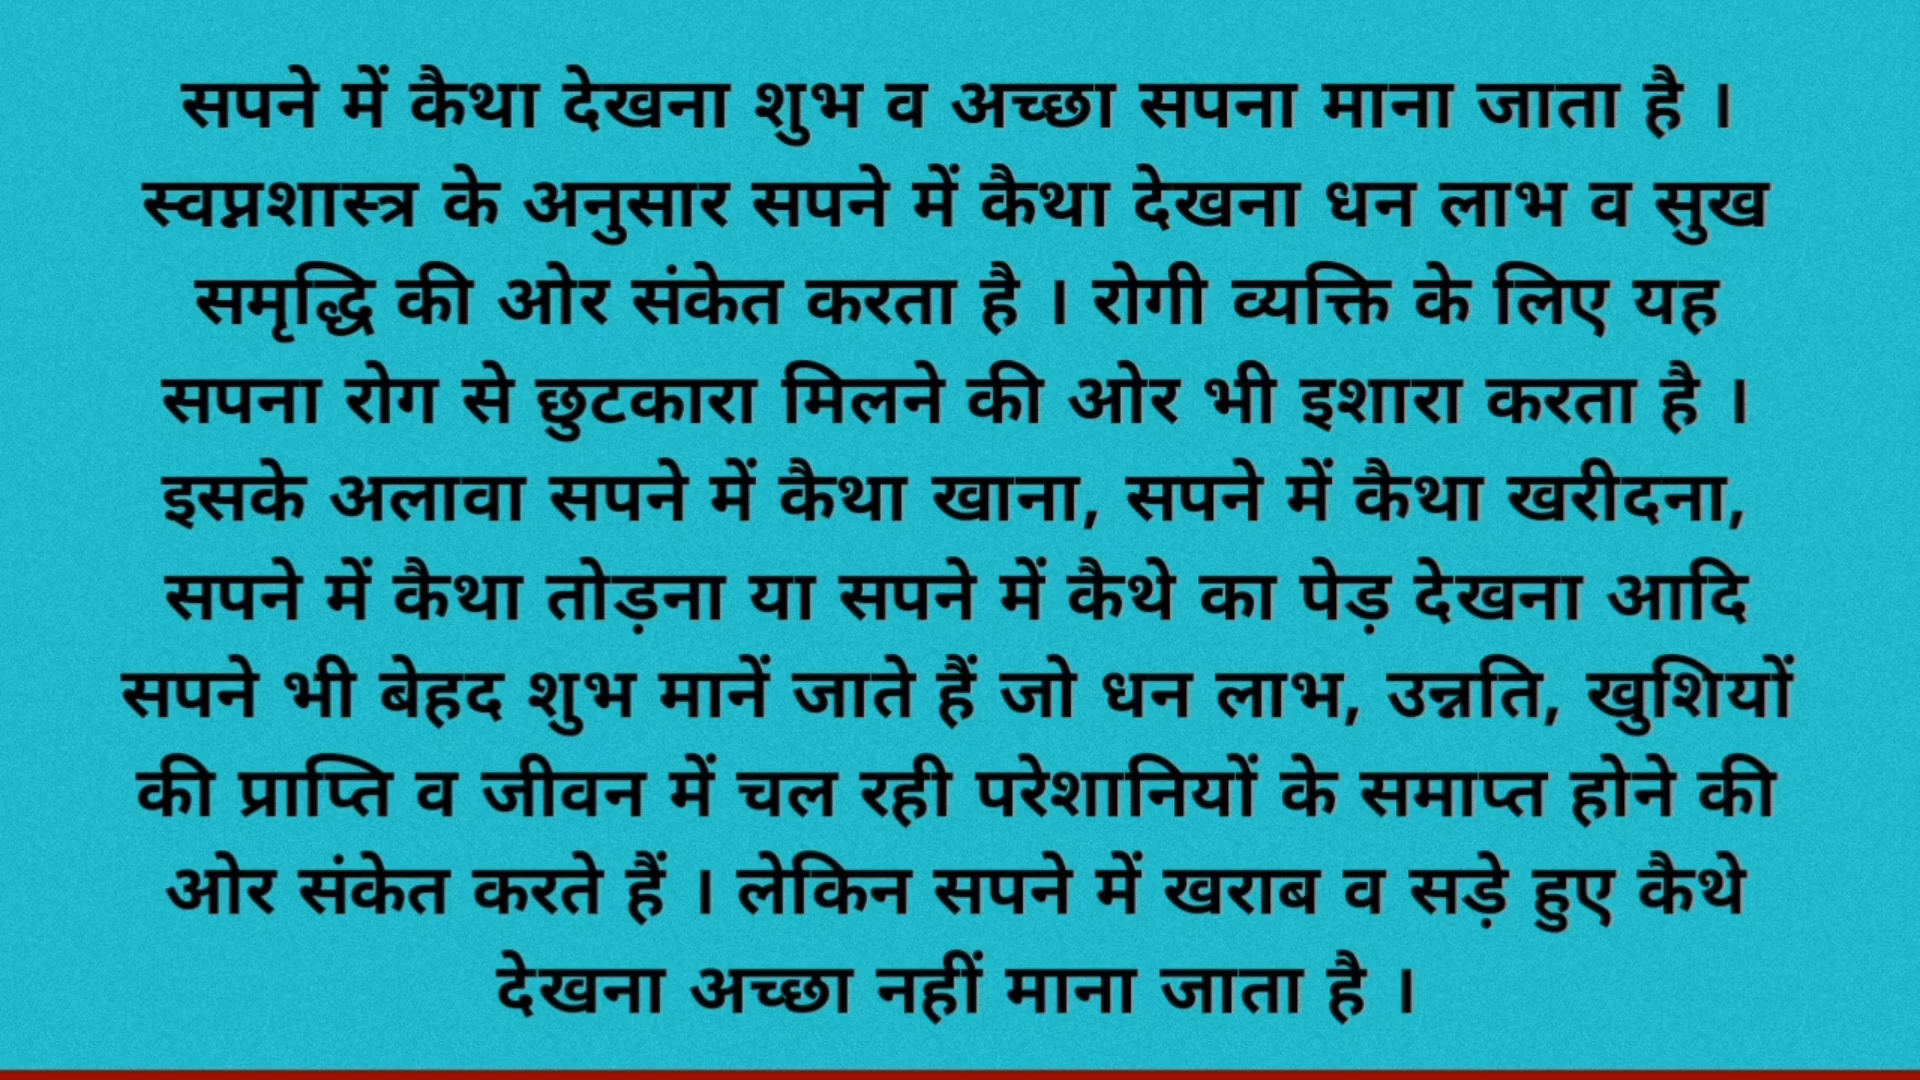 सपने में कैथा देखना शुभ व अच्छा सपना माना जाता है ।
स्वप्नशास्त्र के अनुसार सपने में कैथा देखना धन लाभ व सुख
समृद्धि की ओर संकेत करता है । रोगी व्यक्ति के लिए यह
सपना रोग से छुटकारा मिलने की ओर भी इशारा करता है ।
इसके अलावा सपने में कैथा खाना, सपने में कैथा खरीदना,
सपने में कैथा तोड़ना या सपने में कैथे का पेड़ देखना आदि
सपने भी बेहद शुभ मानें जाते हैं जो धन लाभ, उन्नति, खुशियों
की प्राप्ति व जीवन में चल रही परेशानियों के समाप्त होने की
ओर संकेत करते हैं । लेकिन सपने में खराब व सड़े हुए कैथे
देखना अच्छा नहीं माना जाता है ।